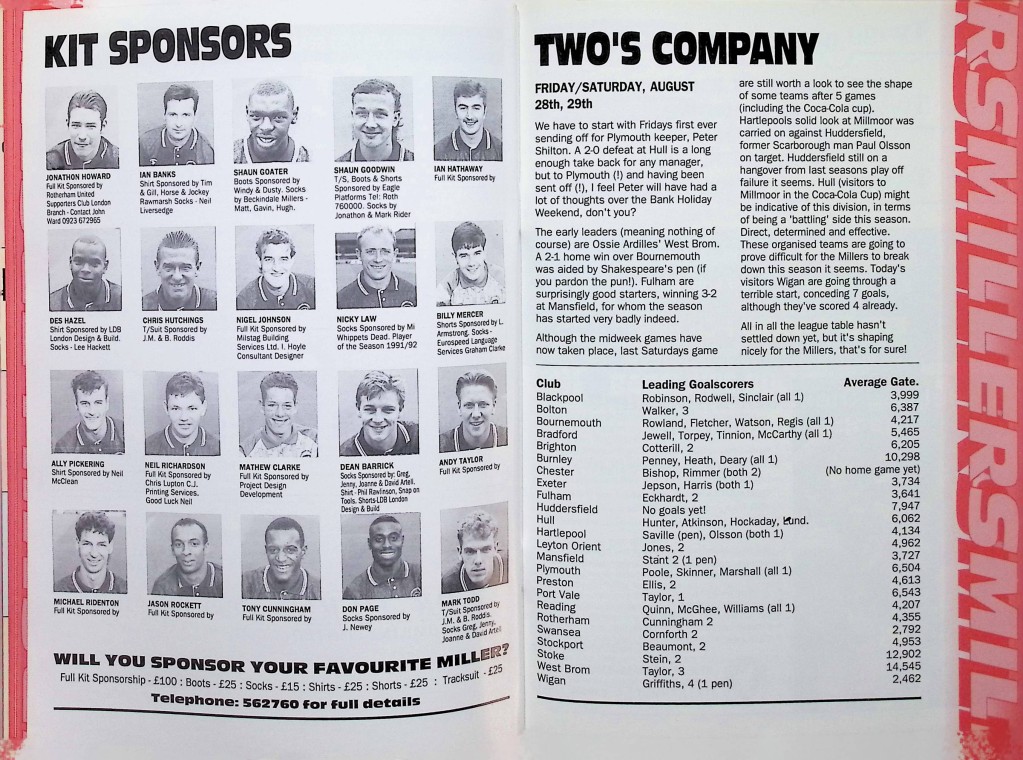 KIT SPONSORS
JONATHON HOWARD
Full Kit Sponsored by
Rotherham United
Supporters Club London
Branch - Contact John
Ward 0923 672965
IAN BANKS
Shirt Sponsored by Tim
& Gill, Horse & Jockey
Rawmarsh Socks - Neil
Liversedge
SHAUN GOATER
Boots Sponsored by
Windy & Dusty. Socks
by Beckindale Millers -
Matt, Gavin, Hugh.
SHAUN GOODWIN
T/S, Boots & Shorts
Sponsored by Eagle
Platforms Tel: Roth
760000. Socks by
Jonathon & Mark Rider
IAN HATHAWAY
Full Kit Sponsored by
DES HAZEL
Shirt Sponsored by LDB
London Design & Build.
Socks - Lee Hackett
CHRIS HUTCHINGS
T/Suit Sponsored by
J.M. & B. Roddis
NIGEL JOHNSON
Full Kit Sponsored by
Milstag Building
Services Ltd. I. Hoyle
Consultant Designer
NICKY LAW
Socks Sponsored by Mi
Whippets Dead. Player
of the Season 1991/92
BILLY MERCER
Shorts Sponsored by L.
Armstrong. Socks -
Eurospeed Language
Services Graham Clarke
ALLY PICKERING
Shirt Sponsored by Neil
McClean
NEIL RICHARDSON
Full Kit Sponsored by
Chris Lupton C.J.
Printing Services.
Good Luck Neil
MATHEW CLARKE
Full Kit Sponsored by
Project Design
Development
DEAN BARRICK
Socks Sponsored by: Greg,
Jenny, Joanne & David Artell.
Shirt - Phil Rawlinson, Snap on
Tools. Shorts-LDB London
Design & Build
ANDY TAYLOR
Full Kit Sponsored by
MICHAEL RIDENTON
Full Kit Sponsored by
JASON ROCKETT
Full Kit Sponsored by
TONY CUNNINGHAM
Full Kit Sponsored by
DON PAGE
Socks Sponsored by
J. Newey
MARK TODD
T/Suit Sponsored by
J.M. & B. Roddis.
Socks Greg, Jenny,
Joanne & David Artell
WILL YOU SPONSOR YOUR FAVOURITE MILLER?
Full Kit Sponsorship - £100 : Boots - £25 : Socks - £15 : Shirts - £25 : Shorts - £25 : Tracksuit - £25
Telephone: 562760 for full details
TWO'S COMPANY
FRIDAY/SATURDAY, AUGUST
28th, 29th
We have to start with Fridays first ever
sending off for Plymouth keeper, Peter
Shilton. A 2-0 defeat at Hull is a long
enough take back for any manager,
but to Plymouth (!) and having been
sent off (!), I feel Peter will have had a
lot of thoughts over the Bank Holiday
Weekend, don't you?
The early leaders (meaning nothing of
course) are Ossie Ardilles' West Brom.
A 2-1 home win over Bournemouth
was aided by Shakespeare's pen (if
you pardon the pun!). Fulham are
surprisingly good starters, winning 3-2
at Mansfield, for whom the season
has started very badly indeed.
Although the midweek games have
now taken place, last Saturdays game
are still worth a look to see the shape
of some teams after 5 games
(including the Coca-Cola cup).
Hartlepools solid look at Millmoor was
carried on against Huddersfield,
former Scarborough man Paul Olsson
on target. Huddersfield still on a
hangover from last seasons play off
failure it seems. Hull (visitors to
Millmoor in the Coca-Cola Cup) might
be indicative of this division, in terms
of being a 'battling' side this season.
Direct, determined and effective.
These organised teams are going to
prove difficult for the Millers to break
down this season it seems. Today's
visitors Wigan are going through a
terrible start, conceding 7 goals,
although they've scored 4 already.
All in all the league table hasn't
settled down yet, but it's shaping
nicely for the Millers, that's for sure!
Club Leading Goalscorers Average Gate.
Blackpool Robinson, Rodwell, Sinclair (all 1) 3,999
Bolton Walker, 3 6,387
Bournemouth Rowland, Fletcher, Watson, Regis (all 1) 4,217
Bradford Jewell, Torpey, Tinnion, McCarthy (all 1) 5,465
Brighton Cotterill, 2 6,205
Burnley Penney, Heath, Deary (all 1) 10,298
Chester Bishop, Rimmer (both 2) (No home game yet)
Exeter Jepson, Harris (both 1) 3,734
Fulham Eckhardt, 2 3,641
Huddersfield No goals yet! 7,947
Hull Hunter, Atkinson, Hockaday, 6,062
Hartlepool Saville (pen), Olsson (both 1) 4,134
Leyton Orient Jones, 2 4,962
Mansfield Stant 2 (1 pen) 3,727
Plymouth Poole, Skinner, Marshall (all 1) 6,504
Preston Ellis, 2 4,613
Port Vale Taylor, 1 6,543
Reading Quinn, McGhee, Williams (all 1) 4,207
Rotherham Cunningham 2 4,355
Swansea Cornforth 2 2,792
Stockport Beaumont, 2 4,953
Stoke Stein, 2 12,902
West Brom Taylor, 3 14,545
Wigan Griffiths, 4 (1 pen) 2,462
RSMILLERSMILLERSMIL